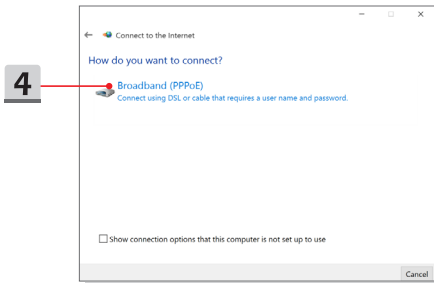 Connect to the Internet
How do you want to connect?
4
Broadband (PPPoE)
Connect using DSL or cable that requires a user name and password.
Show connection options that this computer is not set up to use
Cancel